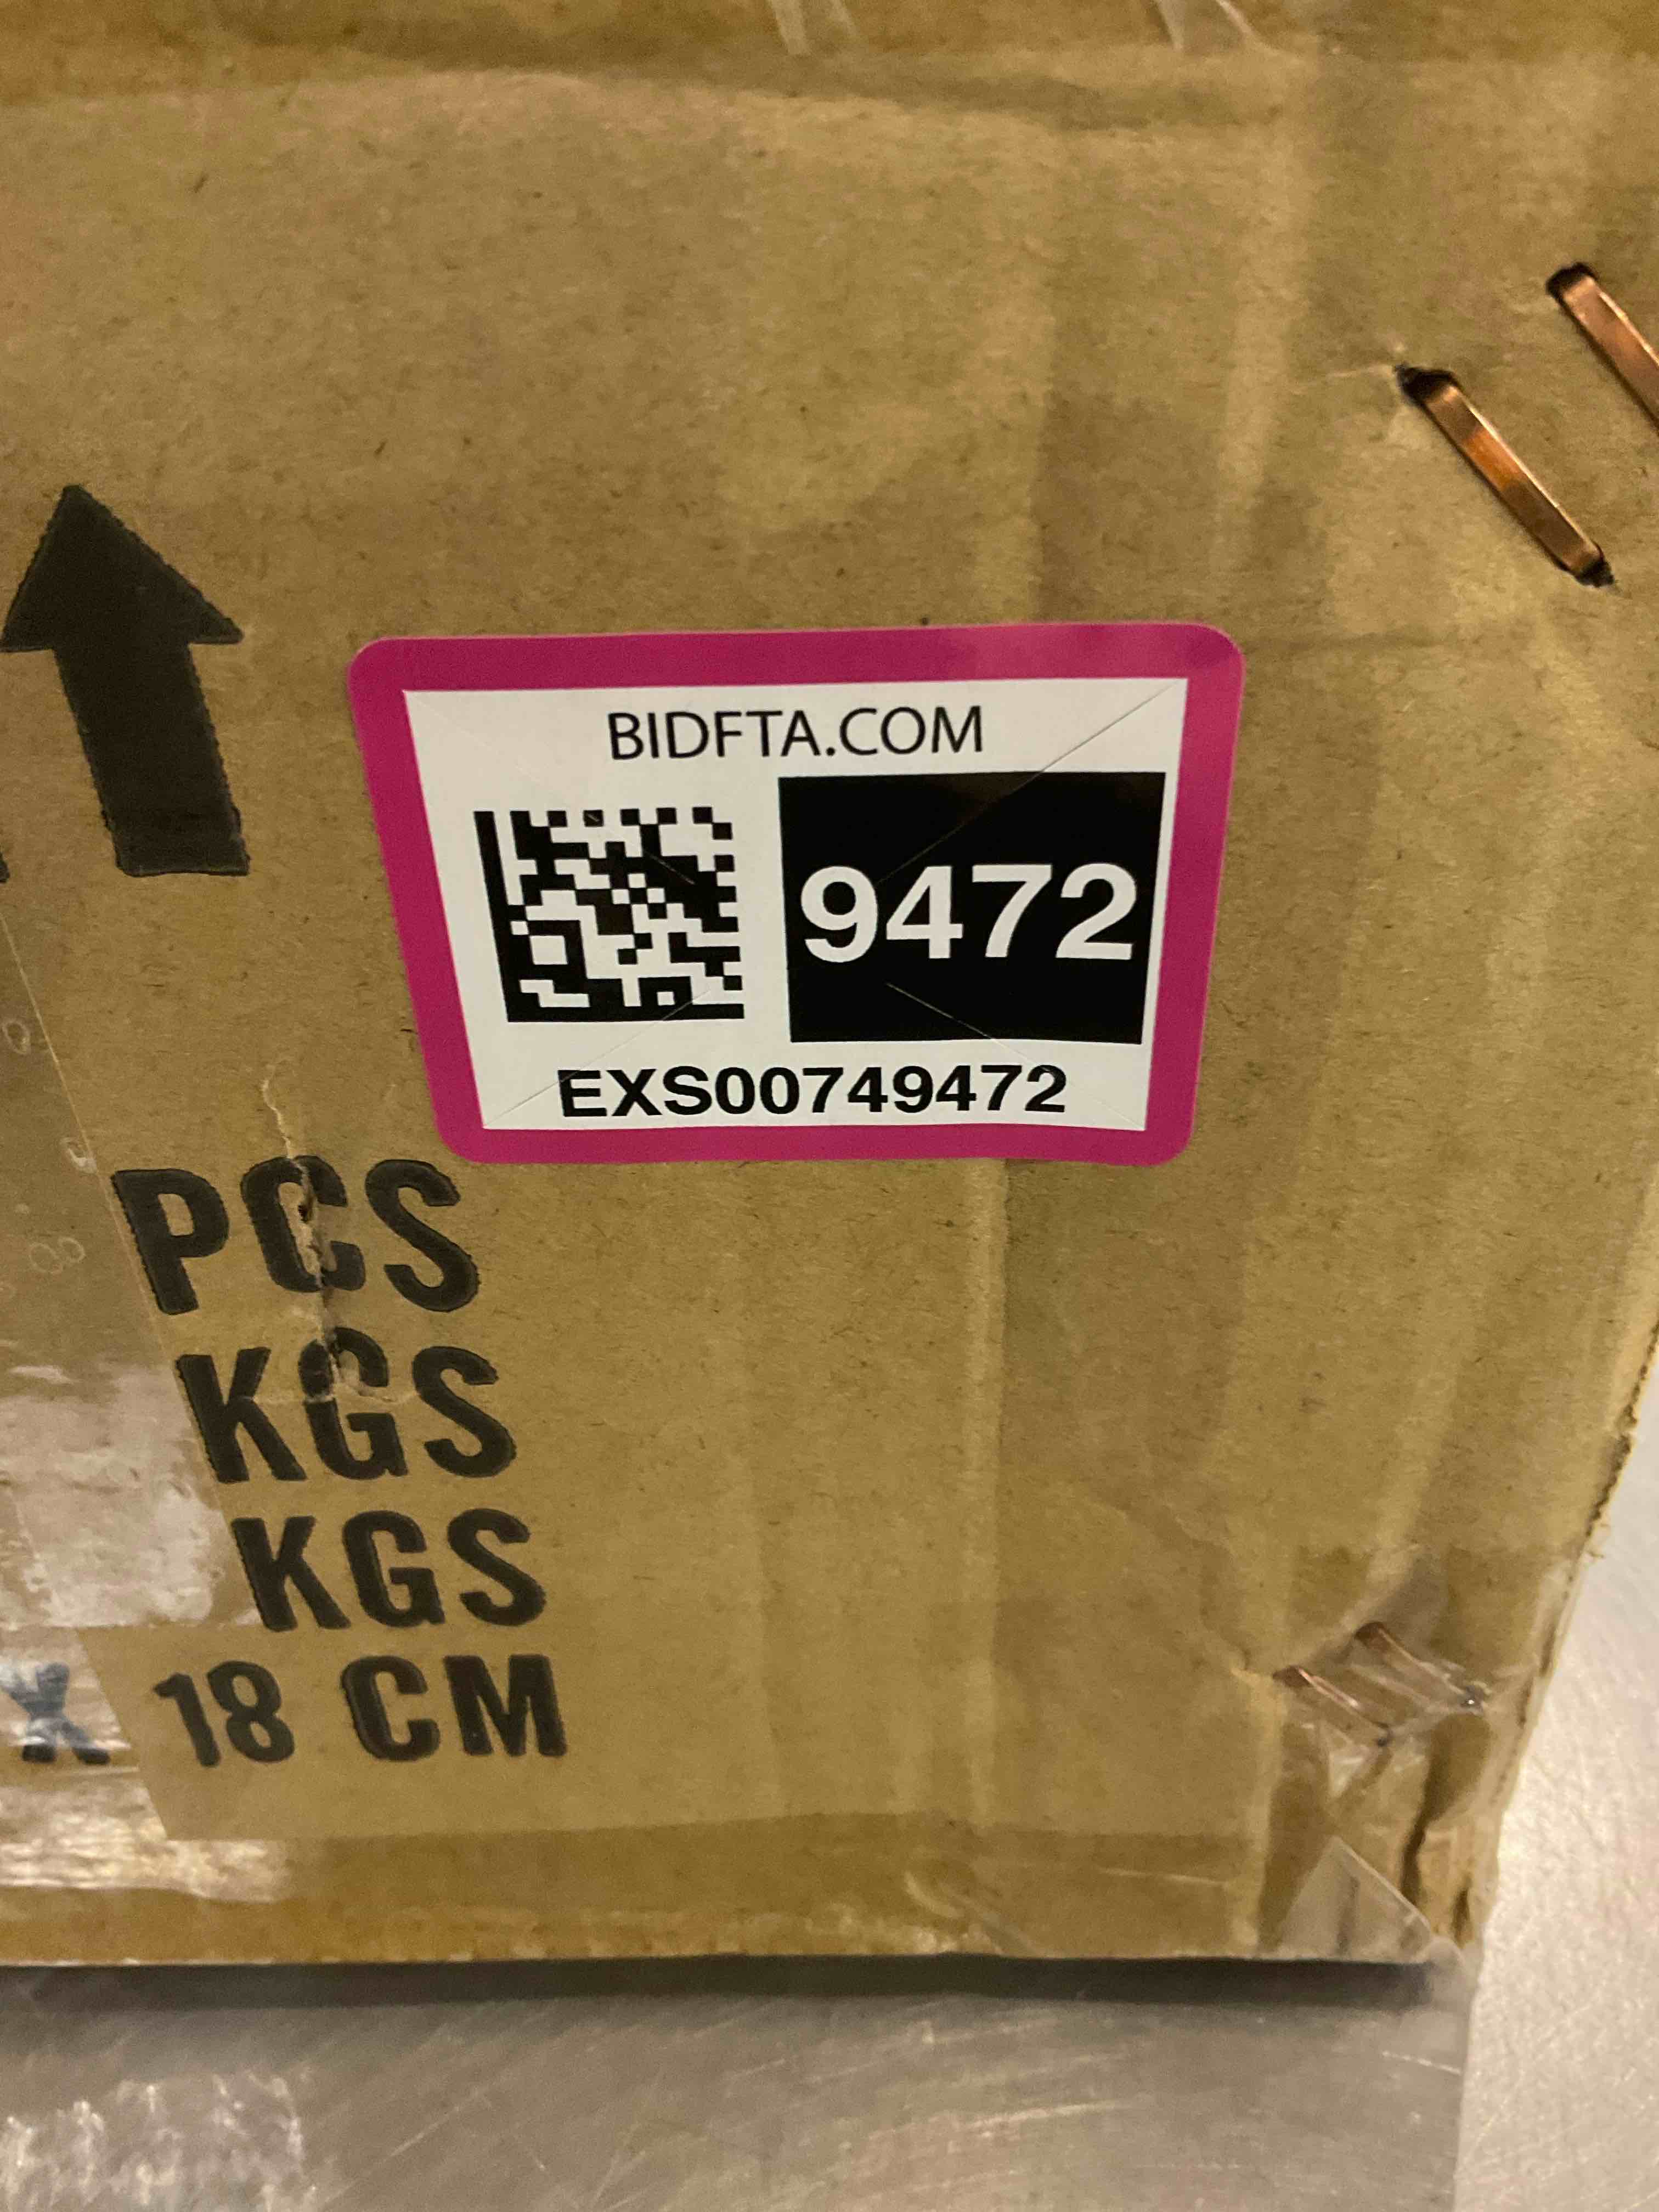 BIDFTA.COM
9472
EXS00749472
PCS
KGS
KGS
X 18 CM